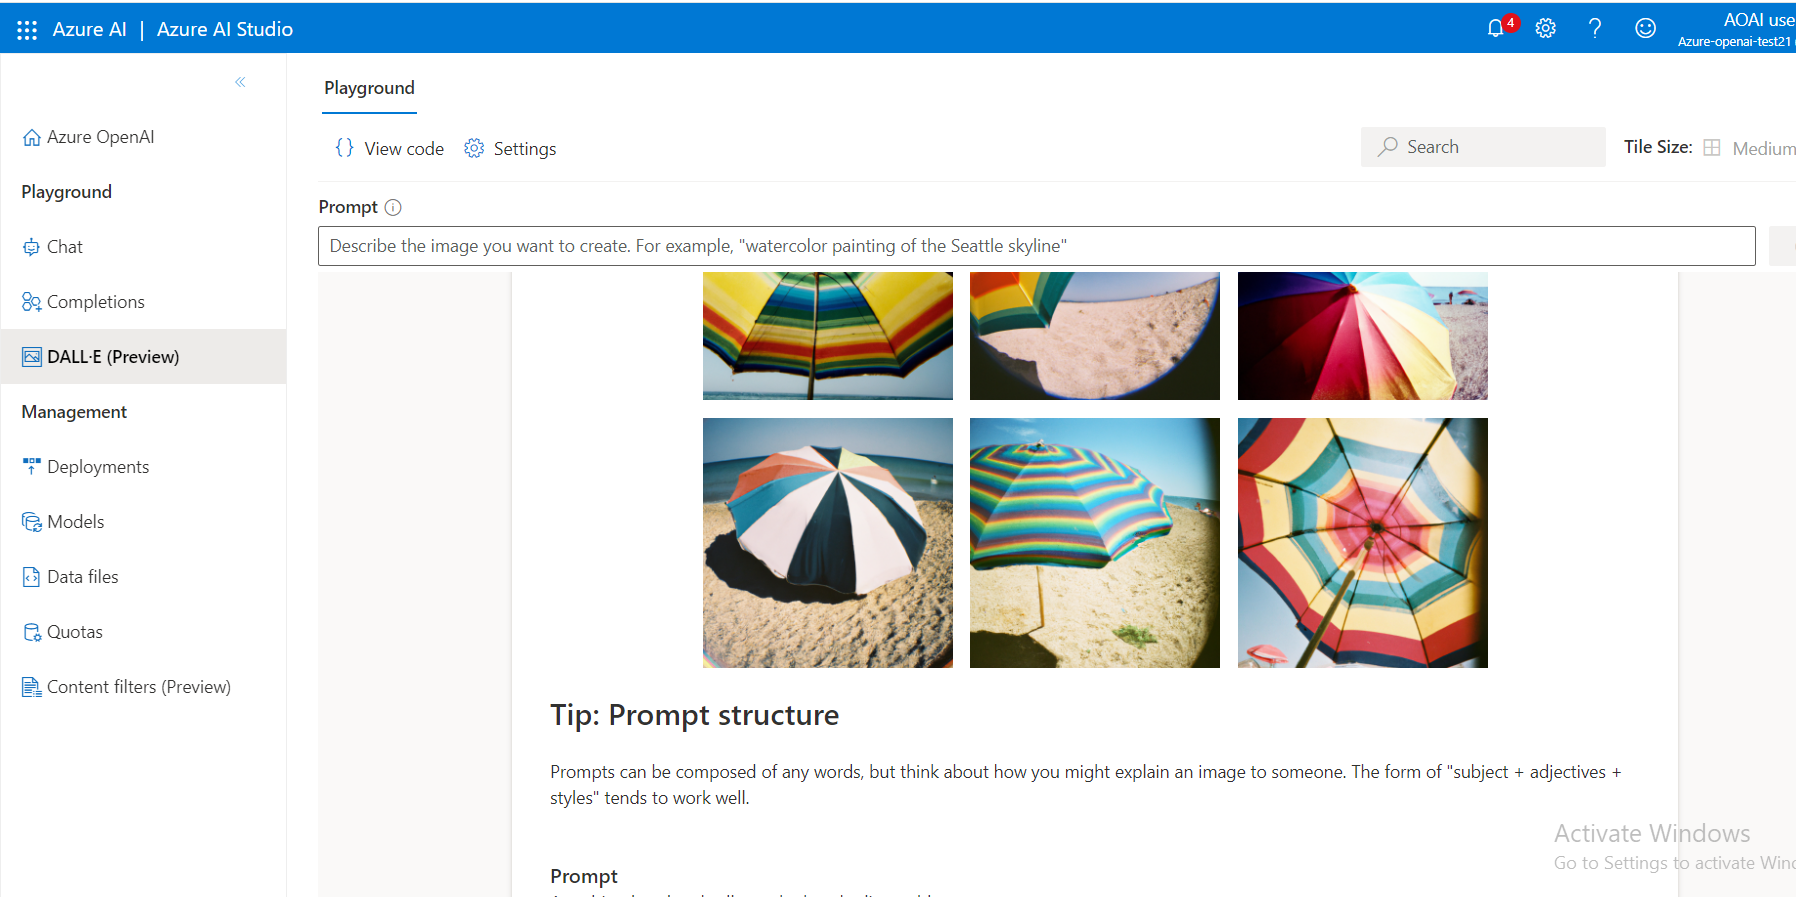 Azure AI | Azure AI Studio
4
AOAI use
Azure-openai-test21
Azure OpenAI
Playground
Chat
Completions
DALL·E (Preview)
Management
Deployments
Models
Data files
Quotas
Content filters (Preview)
Playground
View code
Settings
Search
Tile Size:
Medium
Prompt
Describe the image you want to create. For example, "watercolor painting of the Seattle skyline"
Tip: Prompt structure
Prompts can be composed of any words, but think about how you might explain an image to someone. The form of "subject + adjectives +
styles" tends to work well.
Prompt
Activate Windows
Go to Settings to activate Win